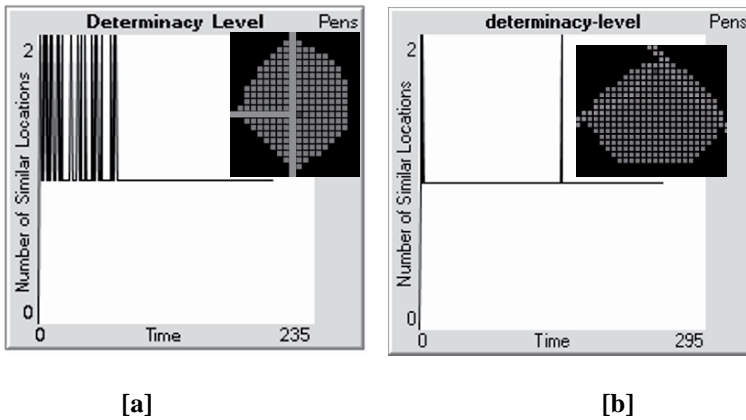 Determinacy Level Pens
2
Number of Similar Locations
0
0 Time 235
determinacy-level Pens
2
Number of Similar Locations
0
0 Time 295
[a] [b]